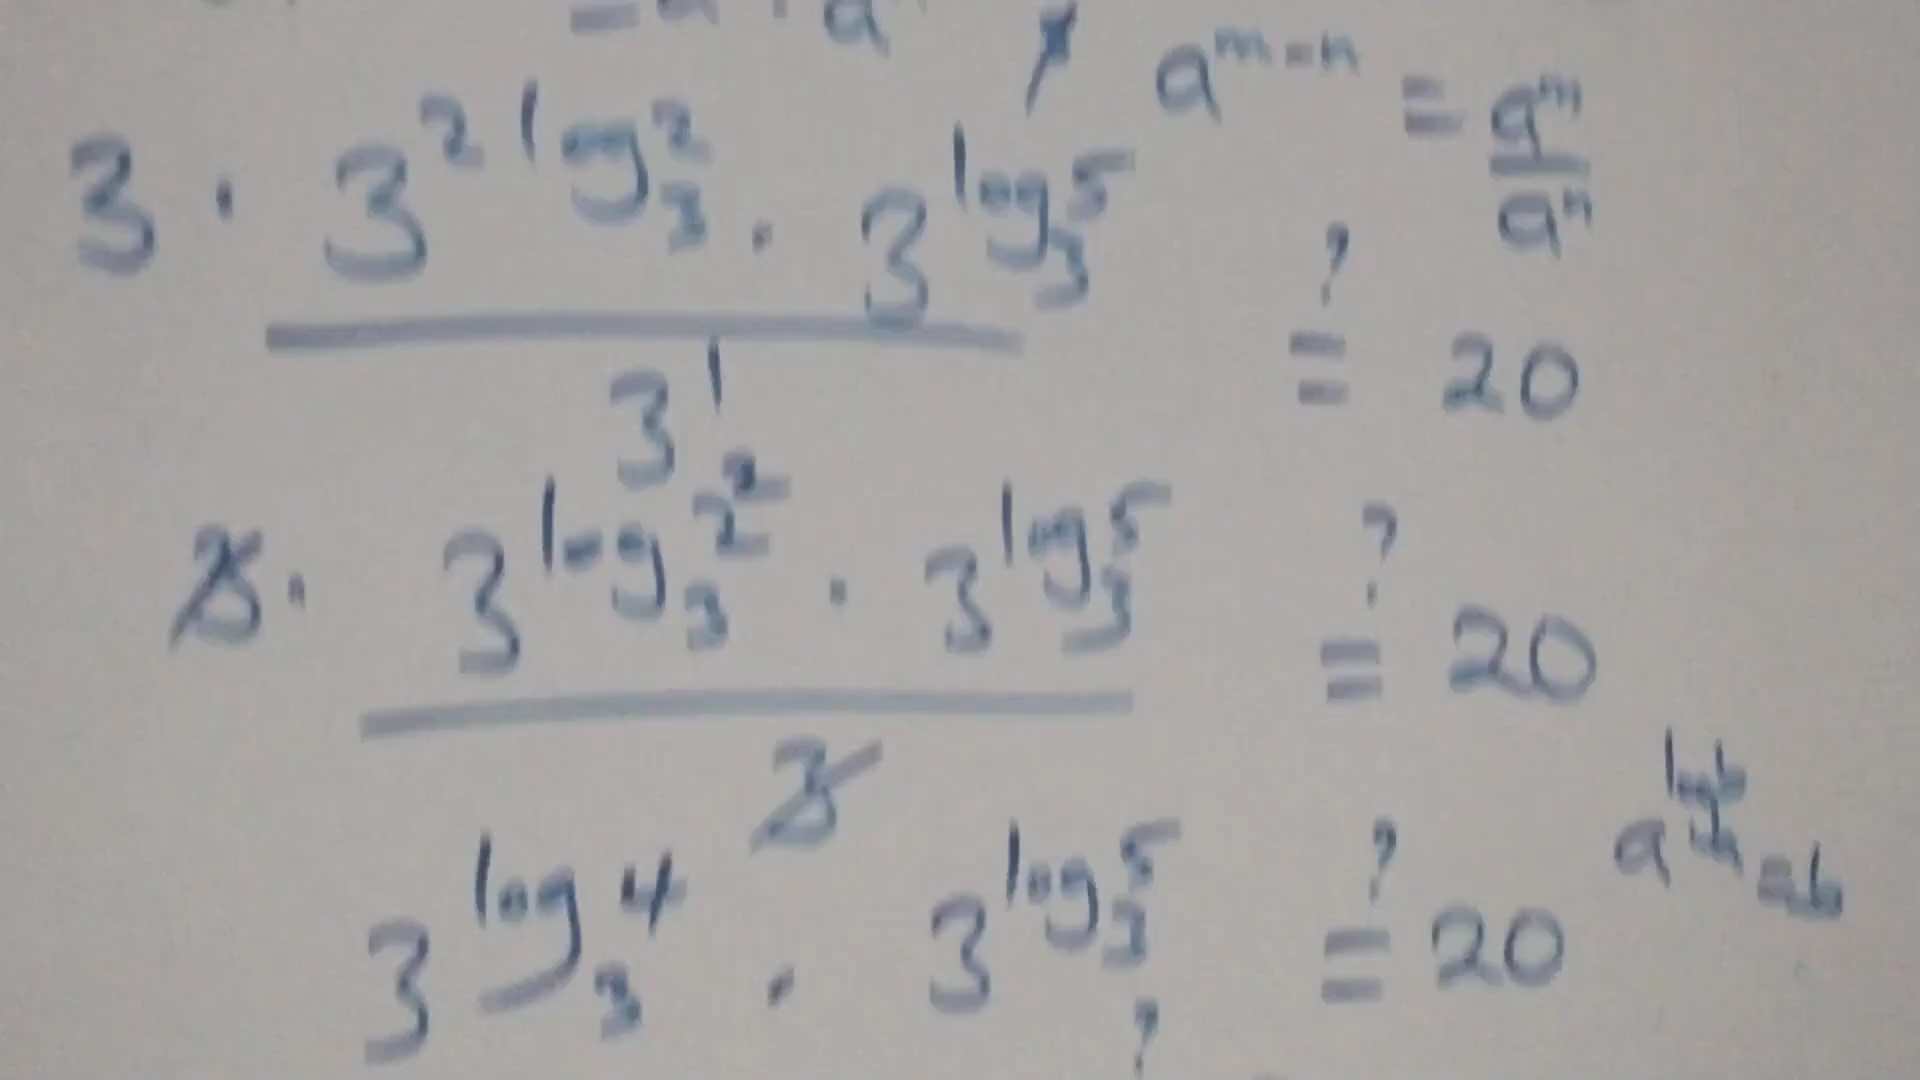 a^{m-n} = a^m / a^n
3 · 3^{2 log_3 2} · 3^{log_3 5} / 3^1 ?= 20
3 · 3^{log_3 2^2} · 3^{log_3 5} / 3 ?= 20
3^{log_3 4} · 3^{log_3 5} ?= 20
a^{log_a b} = b
?